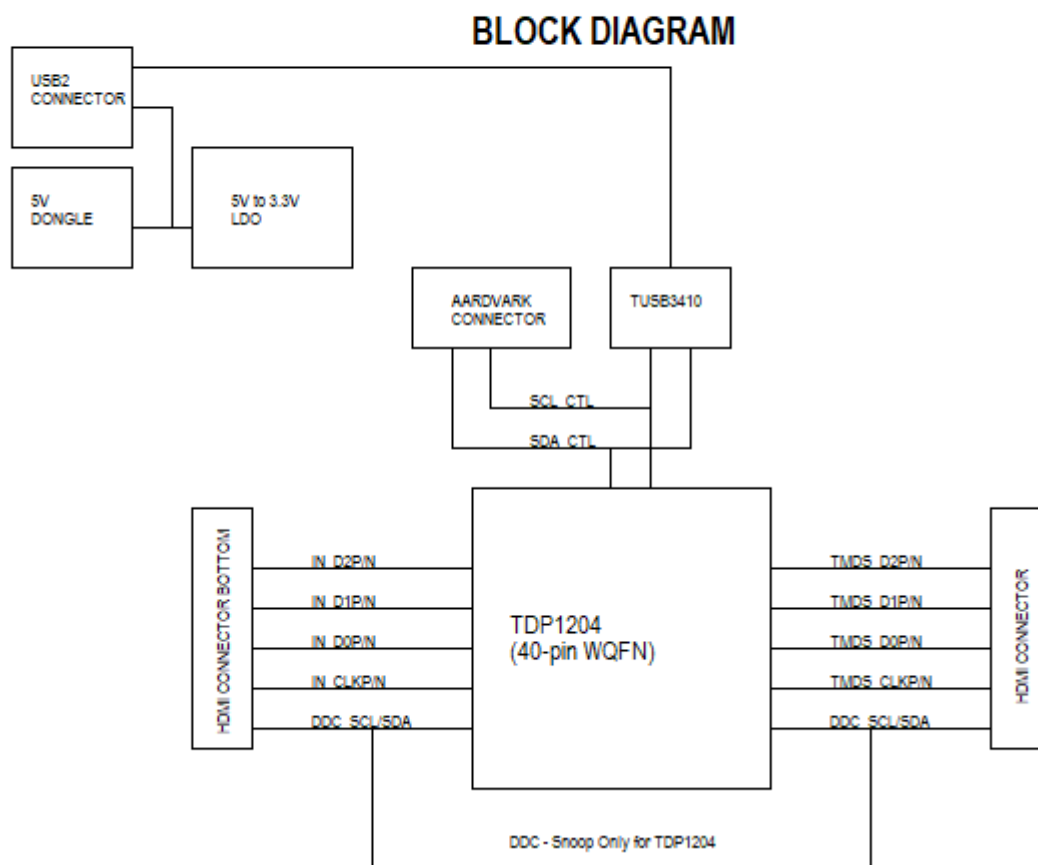 BLOCK DIAGRAM
USB2
CONNECTOR
5V
DONGLE
5V to 3.3V
LDO
AARDVARK
CONNECTOR
TUSB3410
SCL_CTL
SDA_CTL
HDMI CONNECTOR BOTTOM
IN_D2P/N
IN_D1P/N
IN_D0P/N
IN_CLKP/N
DDC_SCL/SDA
TDP1204
(40-pin WQFN)
TMDS_D2P/N
TMDS_D1P/N
TMDS_D0P/N
TMDS_CLKP/N
DDC_SCL/SDA
HDMI CONNECTOR
DDC - Snoop Only for TDP1204